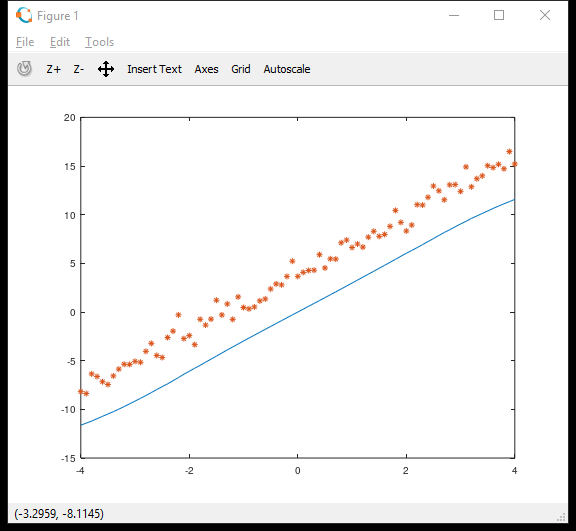 Figure 1
File Edit Tools
Z+ Z- Insert Text Axes Grid Autoscale
20
15
10
5
0
-5
-10
-15
-4 -2 0 2 4
(-3.2959, -8.1145)